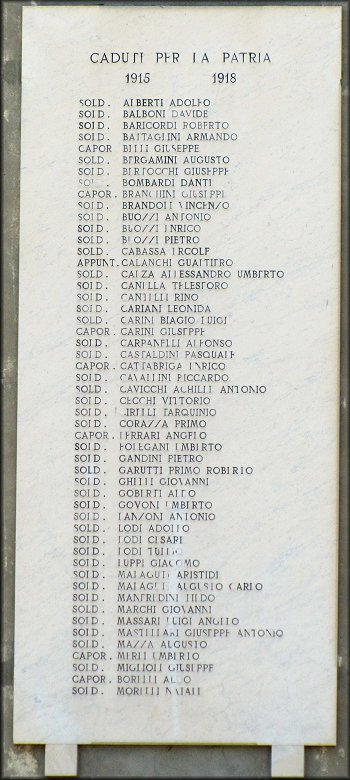 CADUTI PER LA PATRIA
1915 1918
SOLD. ALBERTI ADOLFO
SOLD. BALBONI DAVIDE
SOLD. BARICORDI ROBERTO
SOLD. BATTAGLINI ARMANDO
CAPOR. BELLI GIUSEPPE
SOLD. BERGAMINI AUGUSTO
SOLD. BERTOCCHI GIUSEPPE
SOLD. BOMBARDI DANTE
CAPOR. BRANCHINI GIUSEPPE
SOLD. BRANDOLI VINCENZO
SOLD. BUOZZI ANTONIO
SOLD. BUOZZI ENRICO
SOLD. BUOZZI PIETRO
SOLD. CABASSA ERCOLE
APPUNT. CALANCHI GUALTIERO
SOLD. CALZA ALESSANDRO UMBERTO
SOLD. CANELLA TELESFORO
SOLD. CANTELLI RINO
SOLD. CARIANI LEONIDA
SOLD. CARINI BIAGIO LUIGI
CAPOR. CARINI GIUSEPPE
SOLD. CARPANELLI ALFONSO
SOLD. CASTALDINI PASQUALE
CAPOR. CATTABRIGA ENRICO
SOLD. CAVALLINI RICCARDO
SOLD. CAVICCHI ACHILLE ANTONIO
SOLD. CECCHI VITTORIO
SOLD. TARQUINIO
SOLD. CORAZZA PRIMO
CAPOR. FERRARI ANGELO
SOLD. FOLEGANI UMBERTO
SOLD. GANDINI PIETRO
SOLD. GARUTTI PRIMO ROBERTO
SOLD. GHELLI GIOVANNI
SOLD. GOBERTI ALDO
SOLD. GOVONI UMBERTO
SOLD. LANZONI ANTONIO
SOLD. LODI ADOLFO
SOLD. LODI CESARE
SOLD. LODI TULLIO
SOLD. LUPPI GIACOMO
SOLD. MALAGUTI ARISTIDE
SOLD. MALAGUTI AUGUSTO CARLO
SOLD. MANFREDINI
SOLD. MARCHI GIOVANNI
SOLD. MASSARI LUIGI ANGELO
SOLD. MASTELLARI GIUSEPPE ANTONIO
SOLD. MAZZA AUGUSTO
CAPOR. MERLI UMBERTO
SOLD. MIGLIOLI GIUSEPPE
CAPOR. BORELLI ALDO
SOLD. MORELLI NATALE